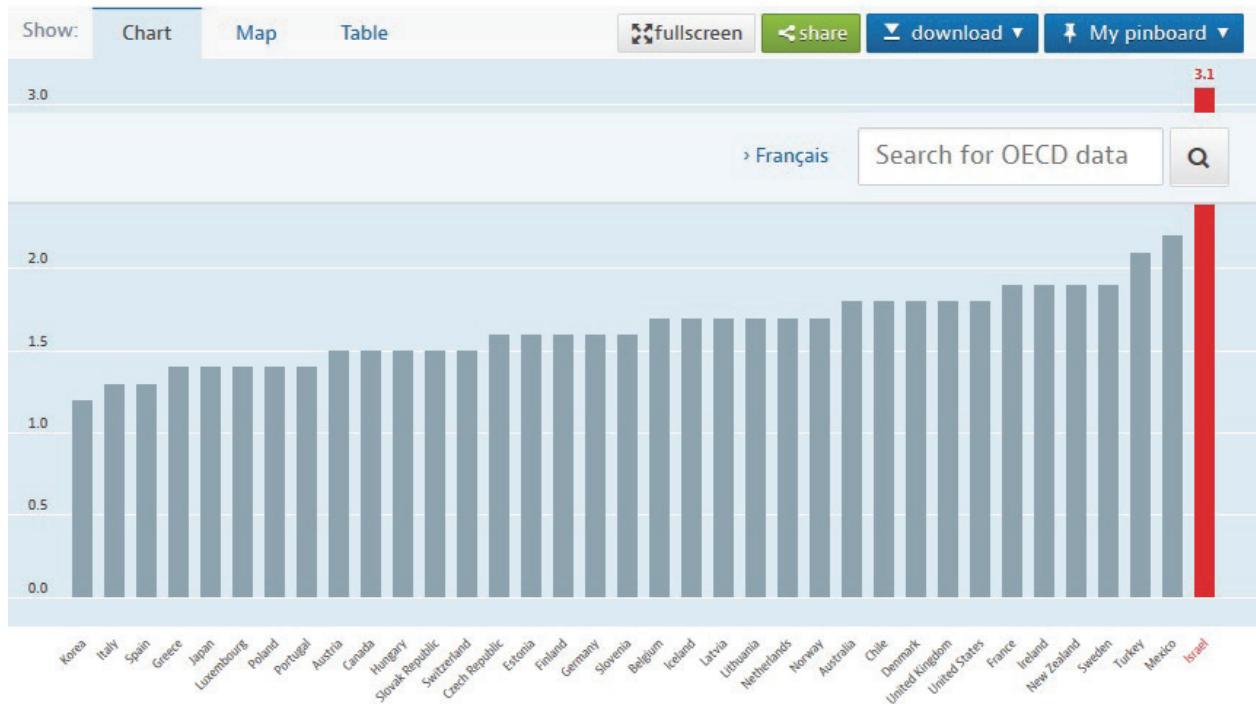 Show: Chart Map Table fullscreen share download ▼ My pinboard ▼
3.1
3.0
› Français Search for OECD data
2.0
1.5
1.0
0.5
0.0
Korea Italy Spain Greece Japan Luxembourg Poland Portugal Austria Canada Hungary Slovak Republic Switzerland Czech Republic Estonia Finland Germany Slovenia Belgium Iceland Latvia Lithuania Netherlands Norway Australia Chile Denmark United Kingdom United States France Ireland New Zealand Sweden Turkey Mexico Israel